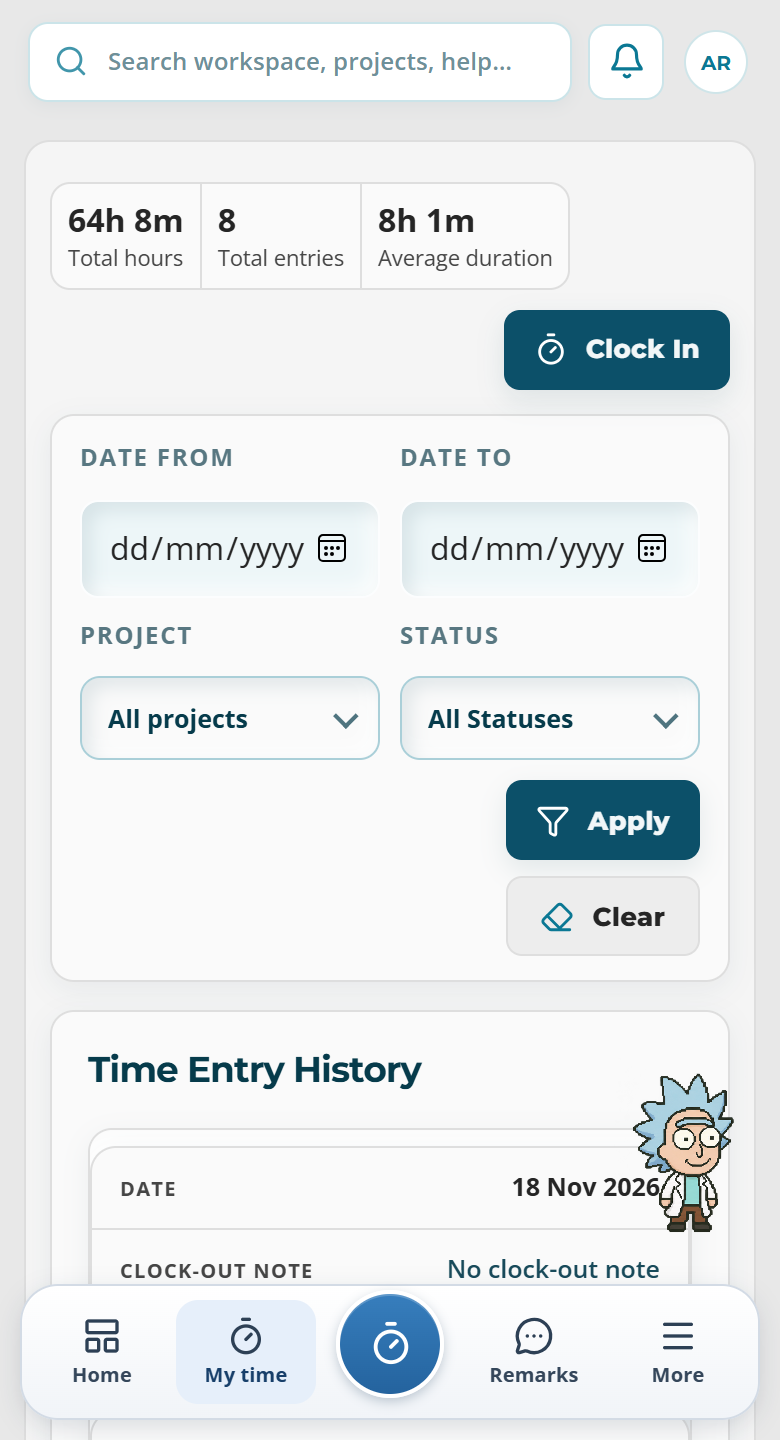 Search workspace, projects, help...
AR
64h 8m
Total hours
8
Total entries
8h 1m
Average duration
Clock In
DATE FROM
DATE TO
dd/mm/yyyy
dd/mm/yyyy
PROJECT
STATUS
All projects
All Statuses
Apply
Clear
Time Entry History
DATE
18 Nov 2026
CLOCK-OUT NOTE
No clock-out note
Home
My time
Remarks
More